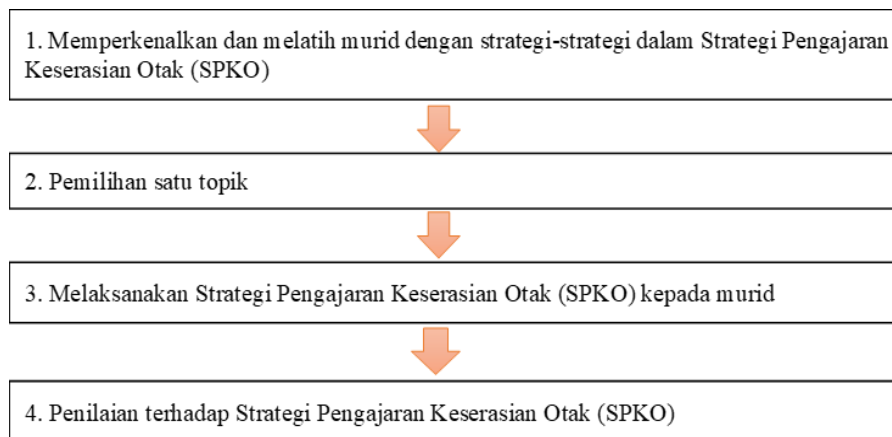 1. Memperkenalkan dan melatih murid dengan strategi-strategi dalam Strategi Pengajaran
Keserasian Otak (SPKO)
2. Pemilihan satu topik
3. Melaksanakan Strategi Pengajaran Keserasian Otak (SPKO) kepada murid
4. Penilaian terhadap Strategi Pengajaran Keserasian Otak (SPKO)